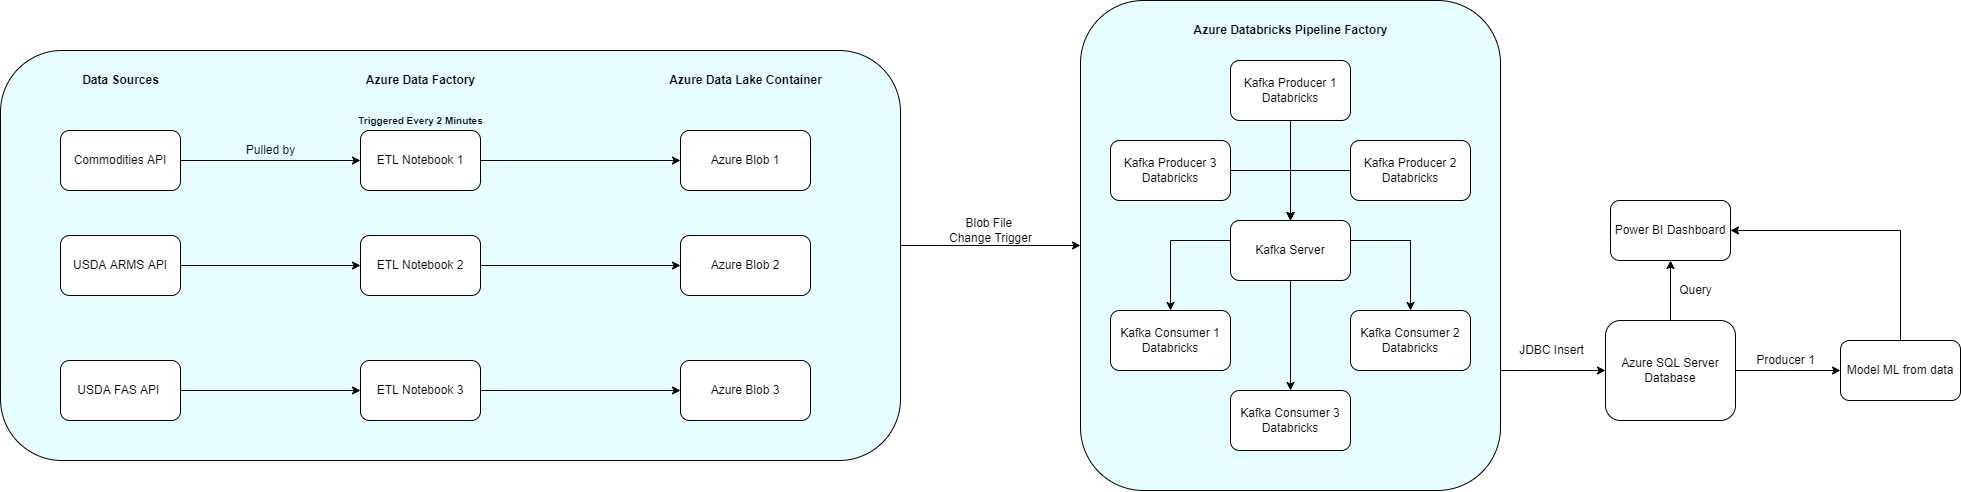 Azure Databricks Pipeline Factory
Data Sources
Azure Data Factory
Azure Data Lake Container
Triggered Every 2 Minutes
Commodities API
Pulled by
ETL Notebook 1
Azure Blob 1
USDA ARMS API
ETL Notebook 2
Azure Blob 2
USDA FAS API
ETL Notebook 3
Azure Blob 3
Blob File
Change Trigger
Kafka Producer 1
Databricks
Kafka Producer 3
Databricks
Kafka Producer 2
Databricks
Kafka Server
Kafka Consumer 1
Databricks
Kafka Consumer 2
Databricks
Kafka Consumer 3
Databricks
JDBC Insert
Power BI Dashboard
Query
Azure SQL Server
Database
Producer 1
Model ML from data